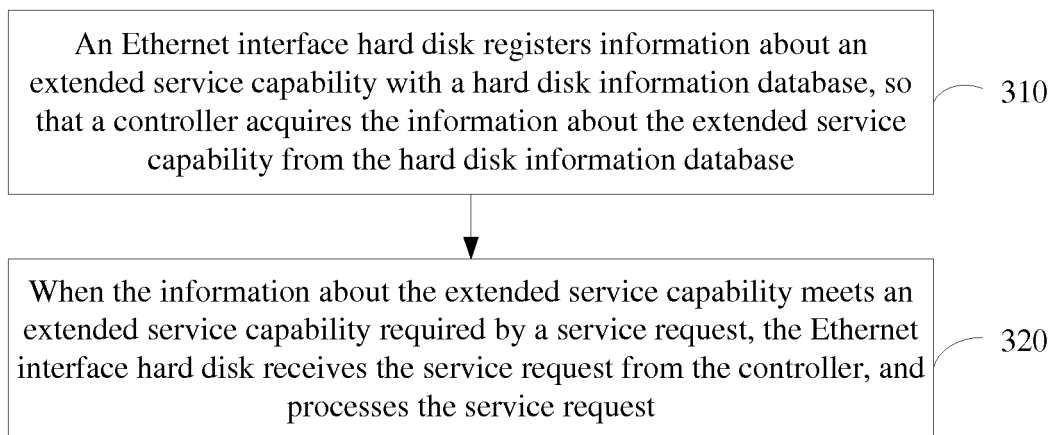 An Ethernet interface hard disk registers information about an
extended service capability with a hard disk information database, so
that a controller acquires the information about the extended service
capability from the hard disk information database
310
When the information about the extended service capability meets an
extended service capability required by a service request, the Ethernet
interface hard disk receives the service request from the controller, and
processes the service request
320